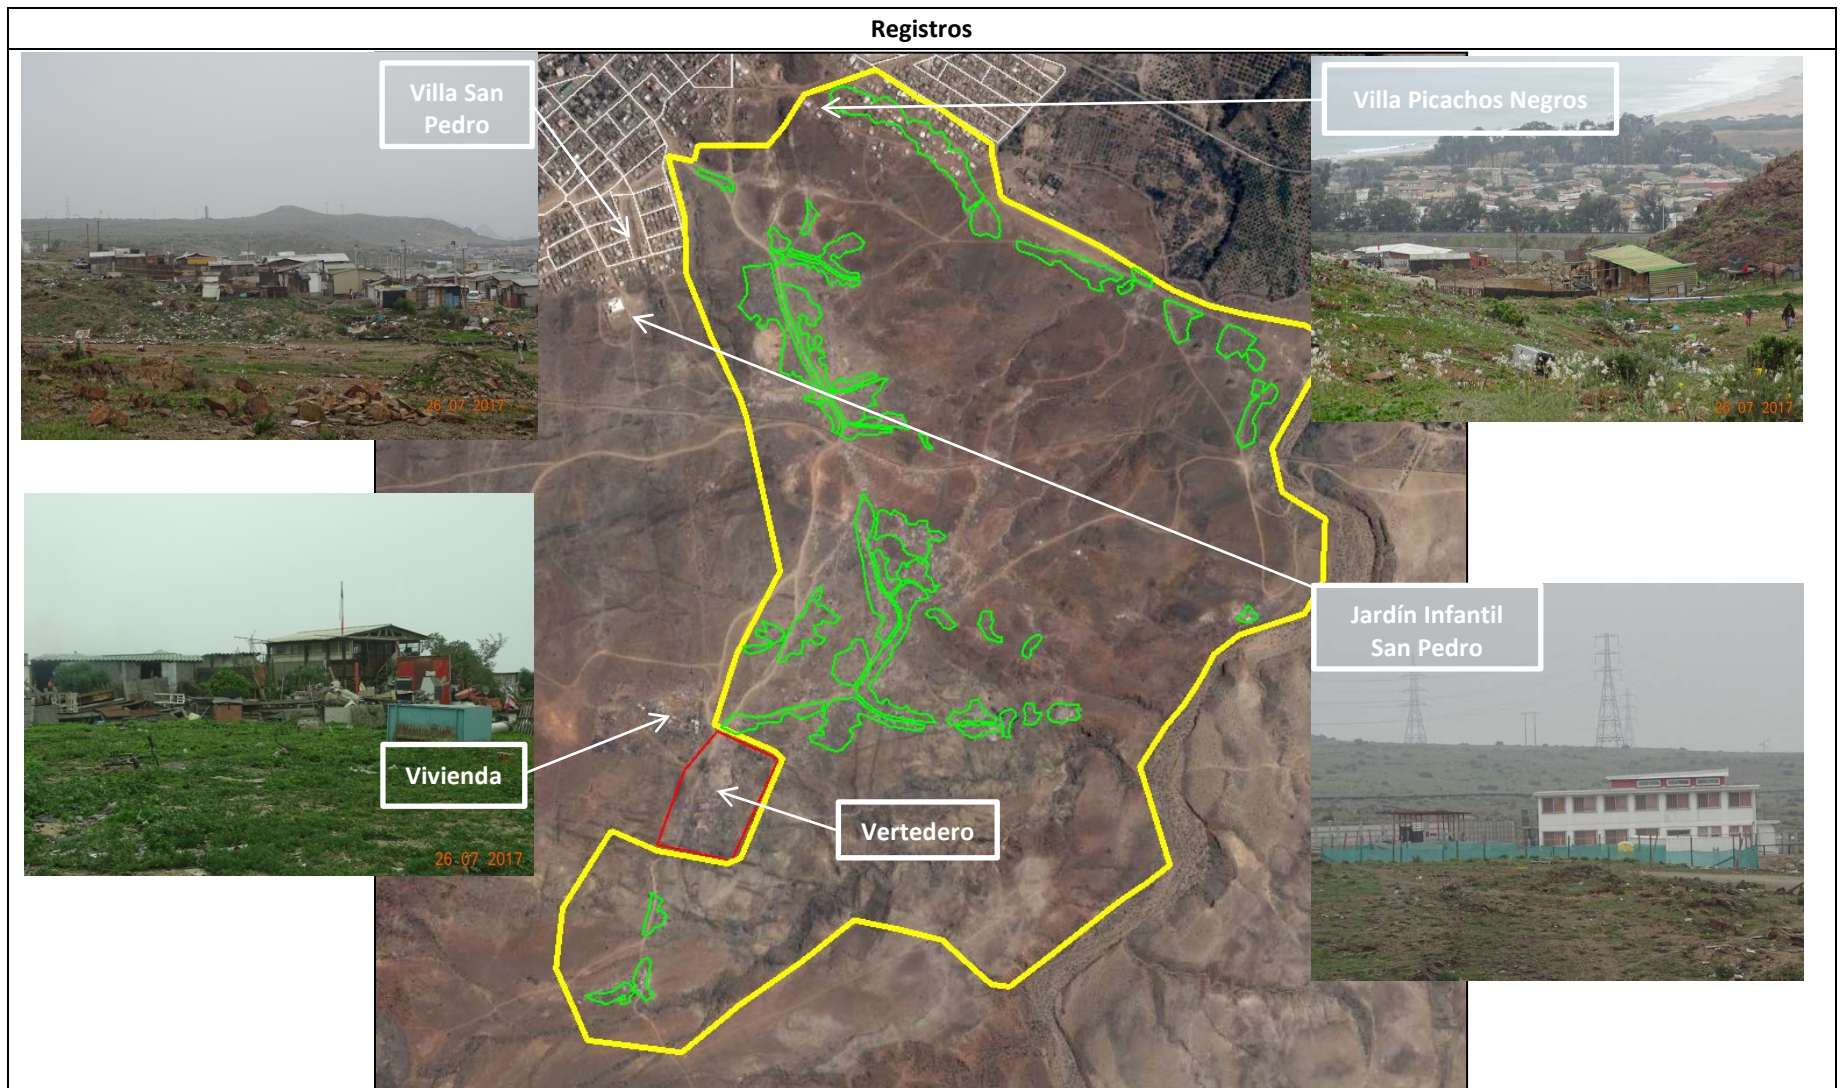 Registros
Villa San
Pedro
Villa Picachos Negros
26 07 2017
26 07 2017
Vivienda
26 07 2017
Jardín Infantil
San Pedro
Vertedero